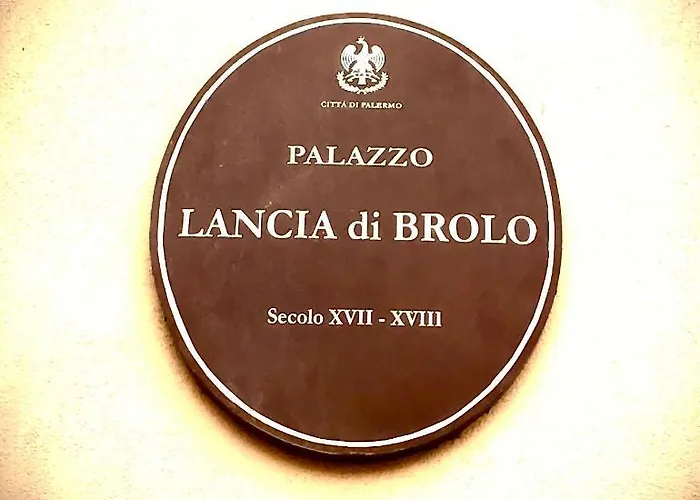 CITTÀ DI PALERMO
PALAZZO
LANCIA di BROLO
Secolo XVII - XVIII